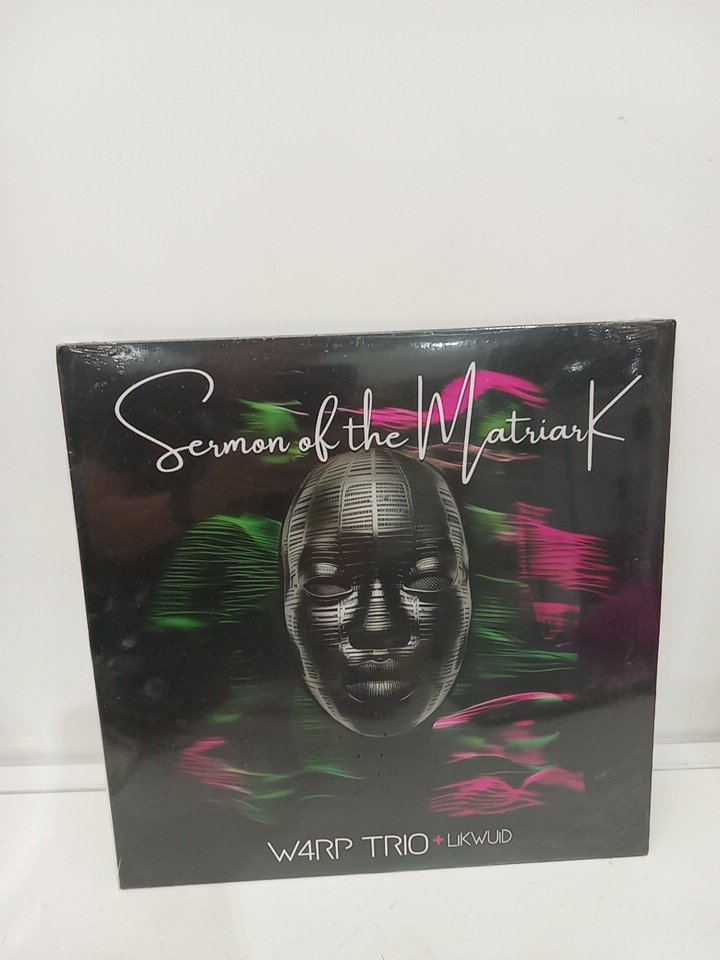 Sermon of the MatriarK
W4RP TRIO + LiKWUiD